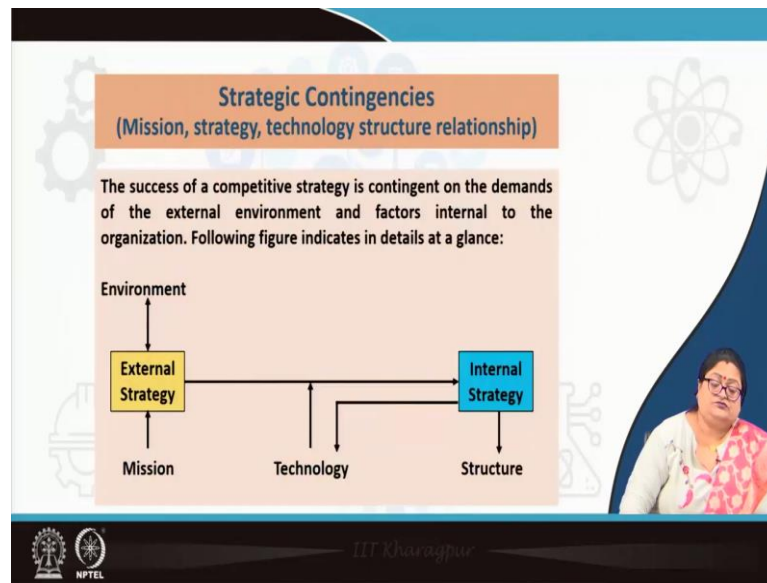 Strategic Contingencies
(Mission, strategy, technology structure relationship)
The success of a competitive strategy is contingent on the demands
of the external environment and factors internal to the
organization. Following figure indicates in details at a glance:
Environment
External
Strategy
Internal
Strategy
Mission
Technology
Structure
IIT Kharagpur
NPTEL